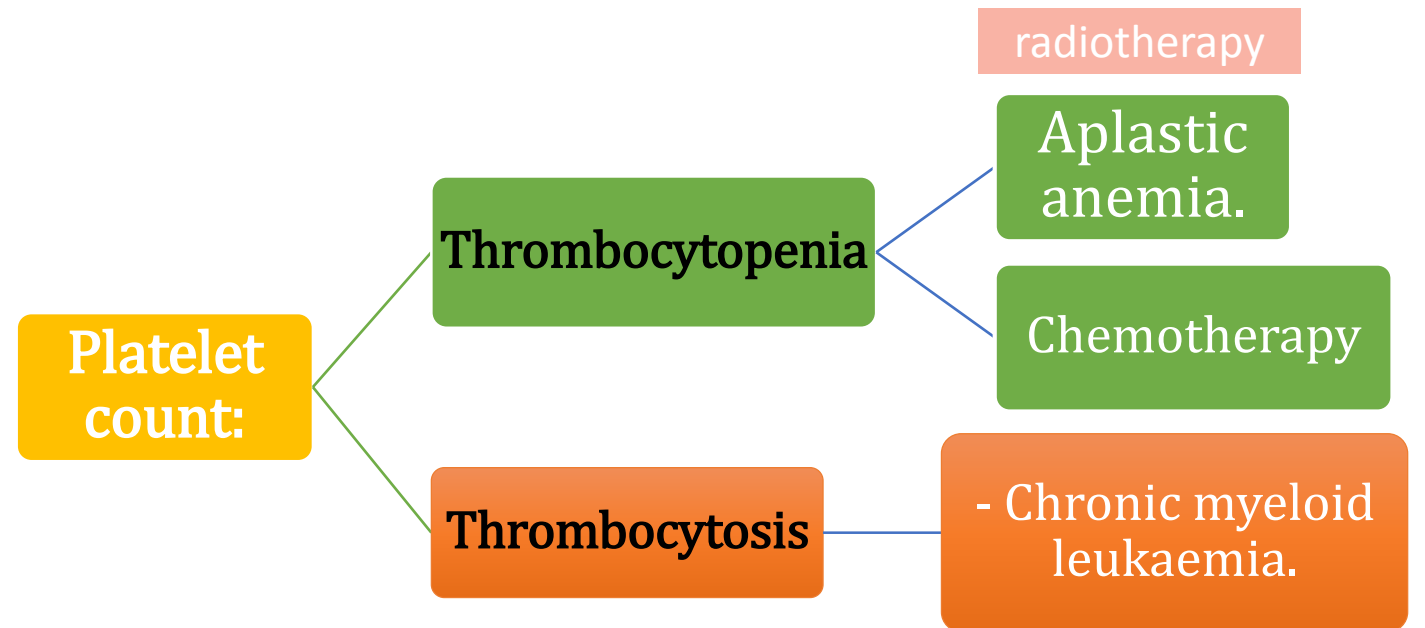 radiotherapy
Aplastic
anemia.
Thrombocytopenia
Chemotherapy
Platelet
count:
Thrombocytosis
- Chronic myeloid
leukaemia.